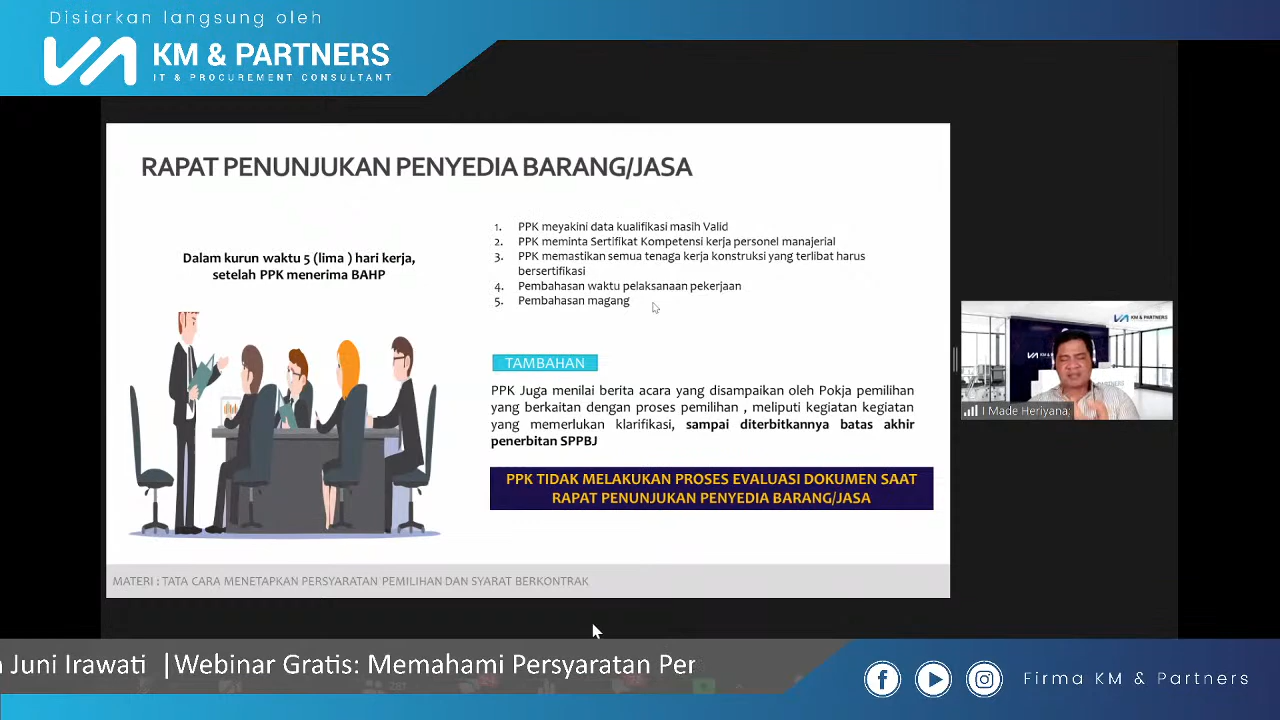 Disiarkan langsung oleh
KM & PARTNERS
IT & PROCUREMENT CONSULTANT
RAPAT PENUNJUKAN PENYEDIA BARANG/JASA
Dalam kurun waktu 5 (lima ) hari kerja,
setelah PPK menerima BAHP
1. PPK meyakini data kualifikasi masih Valid
2. PPK meminta Sertifikat Kompetensi kerja personel manajerial
3. PPK memastikan semua tenaga kerja konstruksi yang terlibat harus
bersertifikasi
4. Pembahasan waktu pelaksanaan pekerjaan
5. Pembahasan magang
TAMBAHAN
PPK Juga menilai berita acara yang disampaikan oleh Pokja pemilihan
yang berkaitan dengan proses pemilihan , meliputi kegiatan kegiatan
yang memerlukan klarifikasi, sampai diterbitkannya batas akhir
penerbitan SPPBJ
PPK TIDAK MELAKUKAN PROSES EVALUASI DOKUMEN SAAT
RAPAT PENUNJUKAN PENYEDIA BARANG/JASA
MATERI : TATA CARA MENETAPKAN PERSYARATAN PEMILIHAN DAN SYARAT BERKONTRAK
KM & PARTNERS
I Made Heriyana
Juni Irawati |Webinar Gratis: Memahami Persyaratan Per
Firma KM & Partners